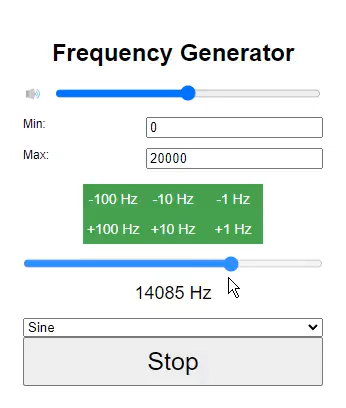 Frequency Generator
Min: 0
Max: 20000
-100 Hz -10 Hz -1 Hz
+100 Hz +10 Hz +1 Hz
14085 Hz
Sine
Stop